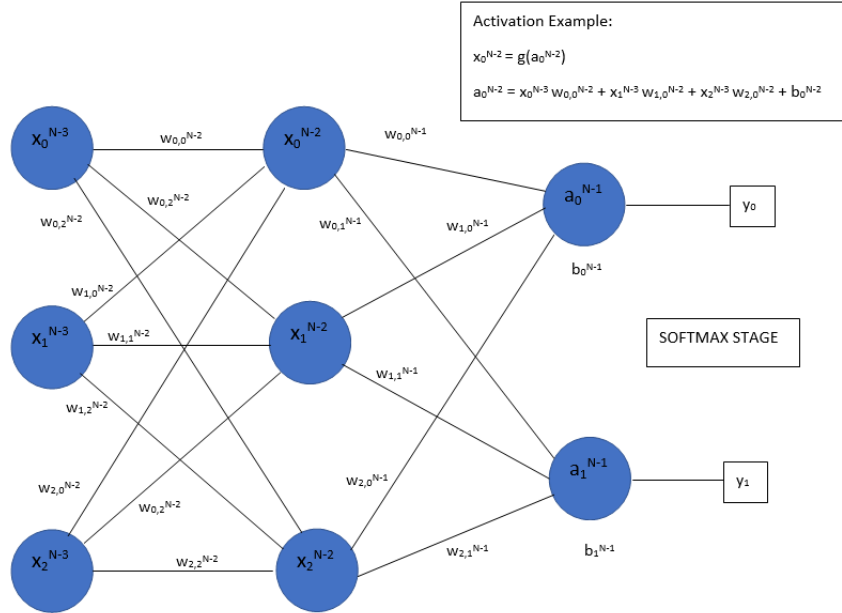 Activation Example:
x₀ᴺ⁻² = g(a₀ᴺ⁻²)
a₀ᴺ⁻² = x₀ᴺ⁻³ w₀,₀ᴺ⁻² + x₁ᴺ⁻³ w₁,₀ᴺ⁻² + x₂ᴺ⁻³ w₂,₀ᴺ⁻² + b₀ᴺ⁻²
x₀ᴺ⁻³
w₀,₀ᴺ⁻²
x₀ᴺ⁻²
w₀,₀ᴺ⁻¹
w₀,₂ᴺ⁻²
w₀,₂ᴺ⁻²
w₀,₁ᴺ⁻¹
w₁,₀ᴺ⁻¹
a₀ᴺ⁻¹
y₀
b₀ᴺ⁻¹
w₁,₀ᴺ⁻²
x₁ᴺ⁻³
w₁,₁ᴺ⁻²
x₁ᴺ⁻²
SOFTMAX STAGE
w₁,₂ᴺ⁻²
w₁,₁ᴺ⁻¹
w₂,₀ᴺ⁻²
w₀,₂ᴺ⁻²
w₂,₀ᴺ⁻¹
a₁ᴺ⁻¹
y₁
x₂ᴺ⁻³
w₂,₂ᴺ⁻²
x₂ᴺ⁻²
w₂,₁ᴺ⁻¹
b₁ᴺ⁻¹